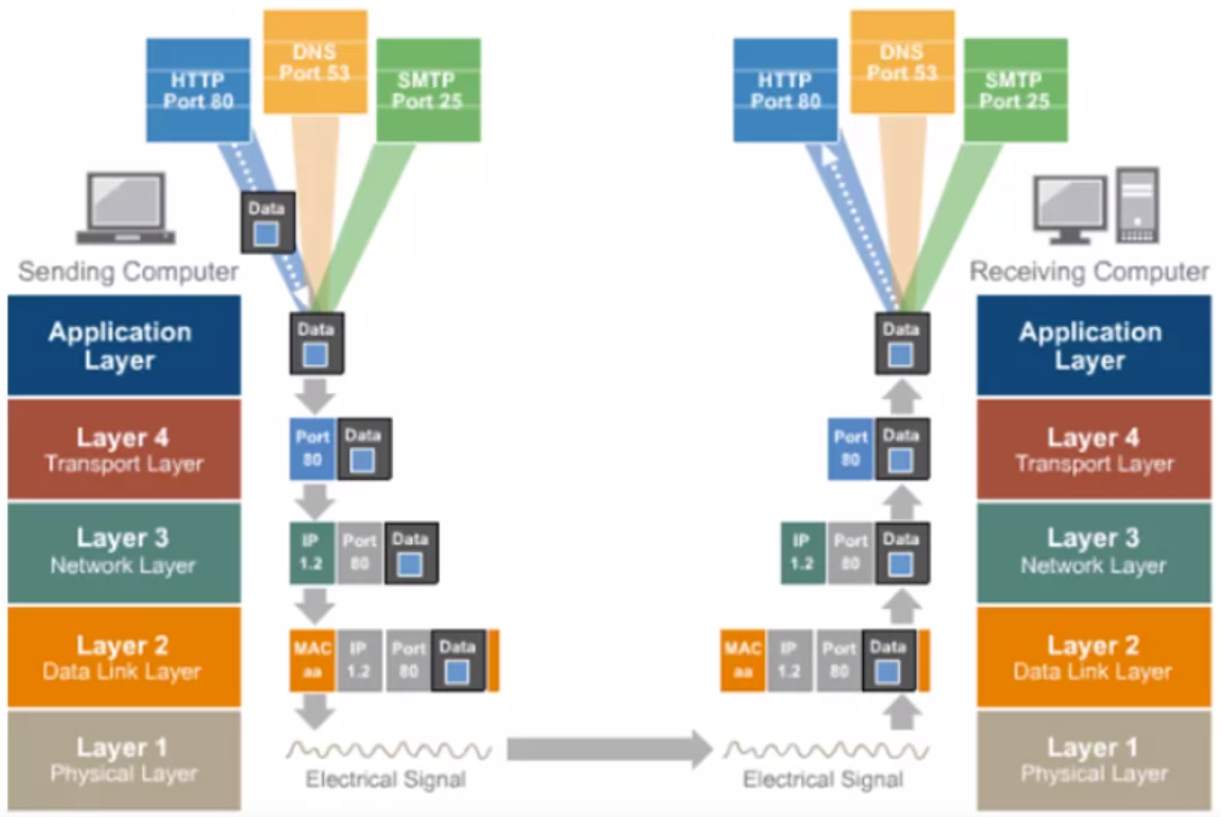 HTTP
Port 80
DNS
Port 53
SMTP
Port 25
HTTP
Port 80
DNS
Port 53
SMTP
Port 25
Data
Sending Computer
Receiving Computer
Application
Layer
Data
Data
Application
Layer
Layer 4
Transport Layer
Port
80
Data
Port
80
Data
Layer 4
Transport Layer
Layer 3
Network Layer
IP
1.2
Port
80
Data
IP
1.2
Port
80
Data
Layer 3
Network Layer
Layer 2
Data Link Layer
MAC
aa
IP
1.2
Port
80
Data
MAC
aa
IP
1.2
Port
80
Data
Layer 2
Data Link Layer
Layer 1
Physical Layer
Electrical Signal
Electrical Signal
Layer 1
Physical Layer